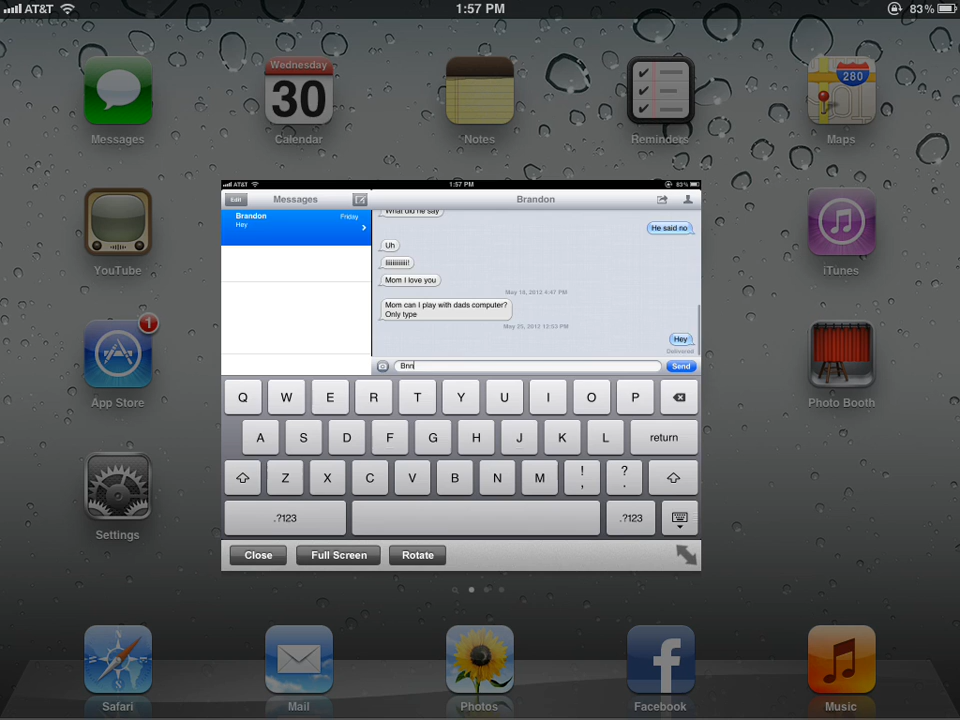 AT&T 1:57 PM 83%
Wednesday
30
280
Messages Calendar Notes Reminders Maps
AT&T 1:57 PM 83%
Edit Messages Brandon
Brandon Friday
Hey
What did he say
He said no
Uh
Mom I love you
May 18, 2012 4:47 PM
Mom can I play with dads computer?
Only type
May 25, 2012 12:53 PM
Hey
Delivered
Bnn Send
Q W E R T Y U I O P
A S D F G H J K L return
Z X C V B N M ! , ? .
.?123 .?123
Close Full Screen Rotate
YouTube iTunes
1
App Store Photo Booth
Settings
Safari Mail Photos Facebook Music